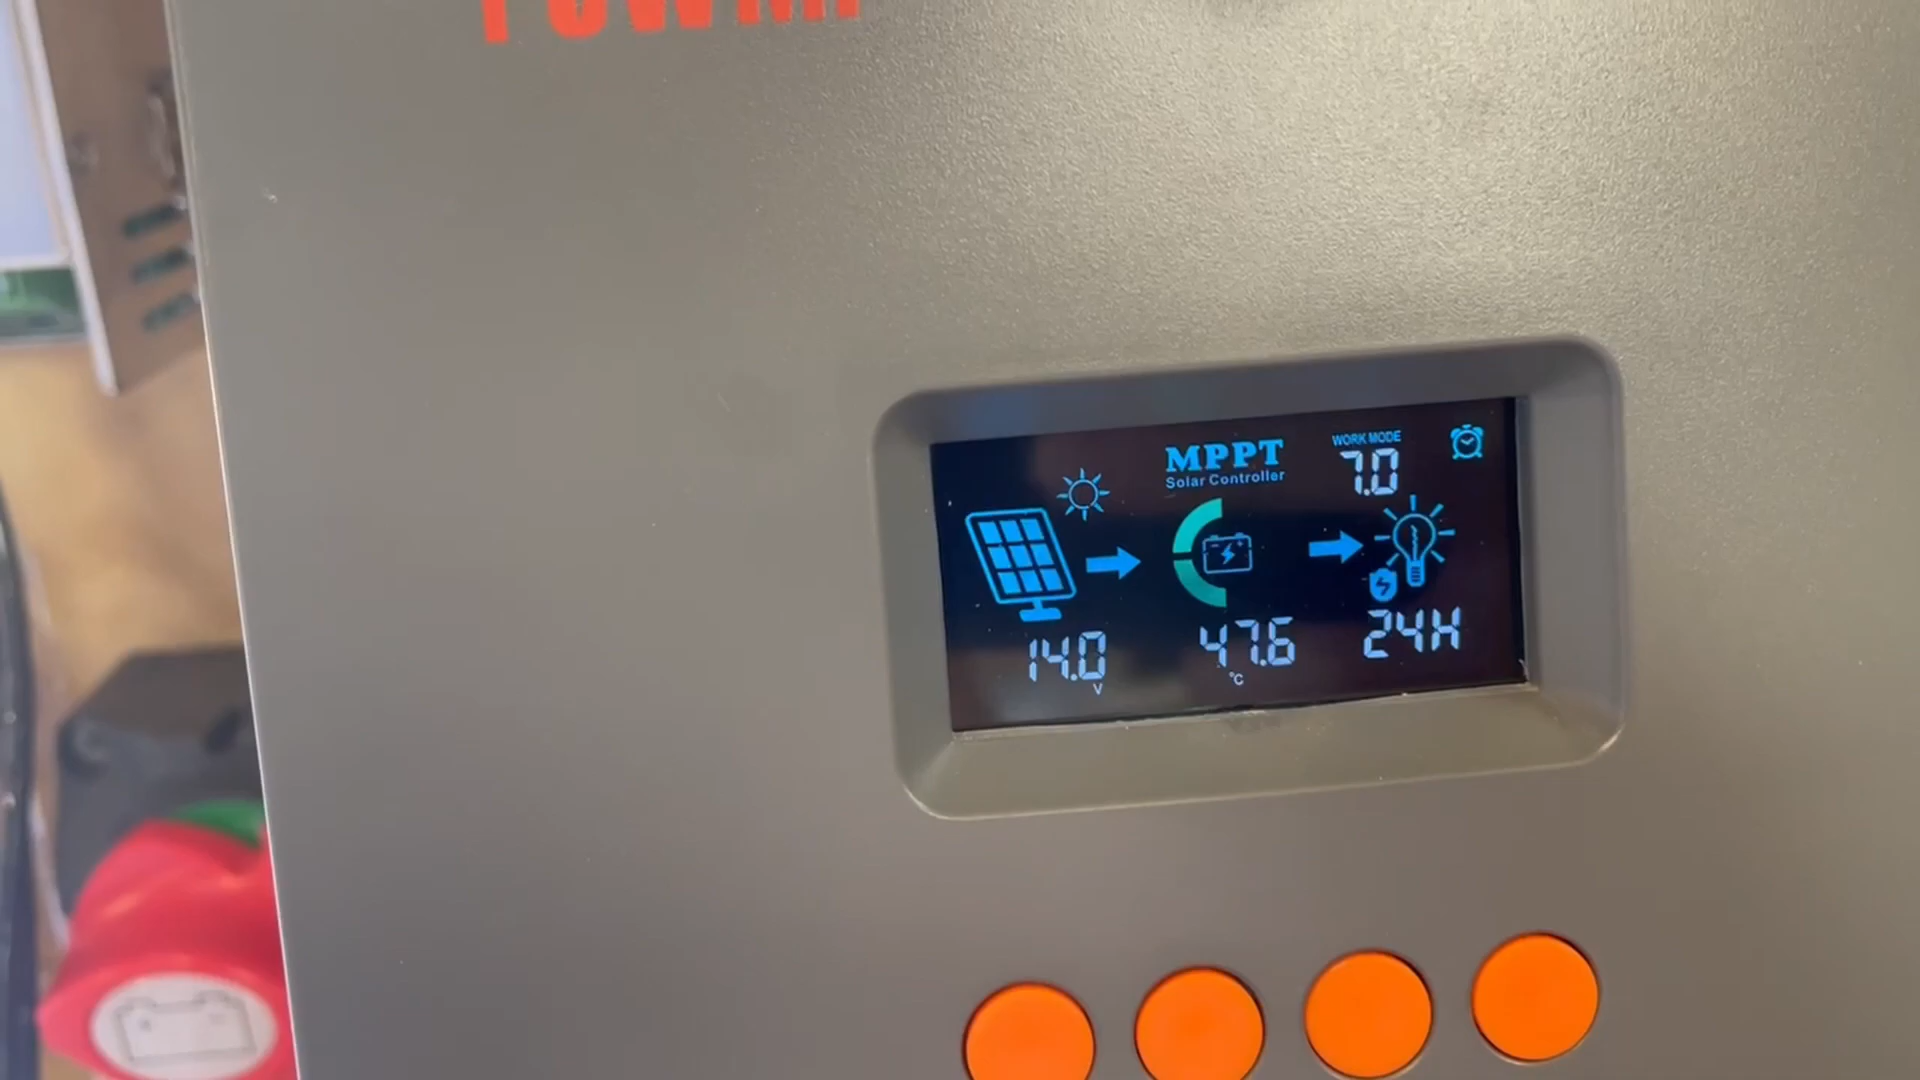 MPPT
Solar Controller
WORK MODE
7.0
14.0
V
47.6
°C
24H